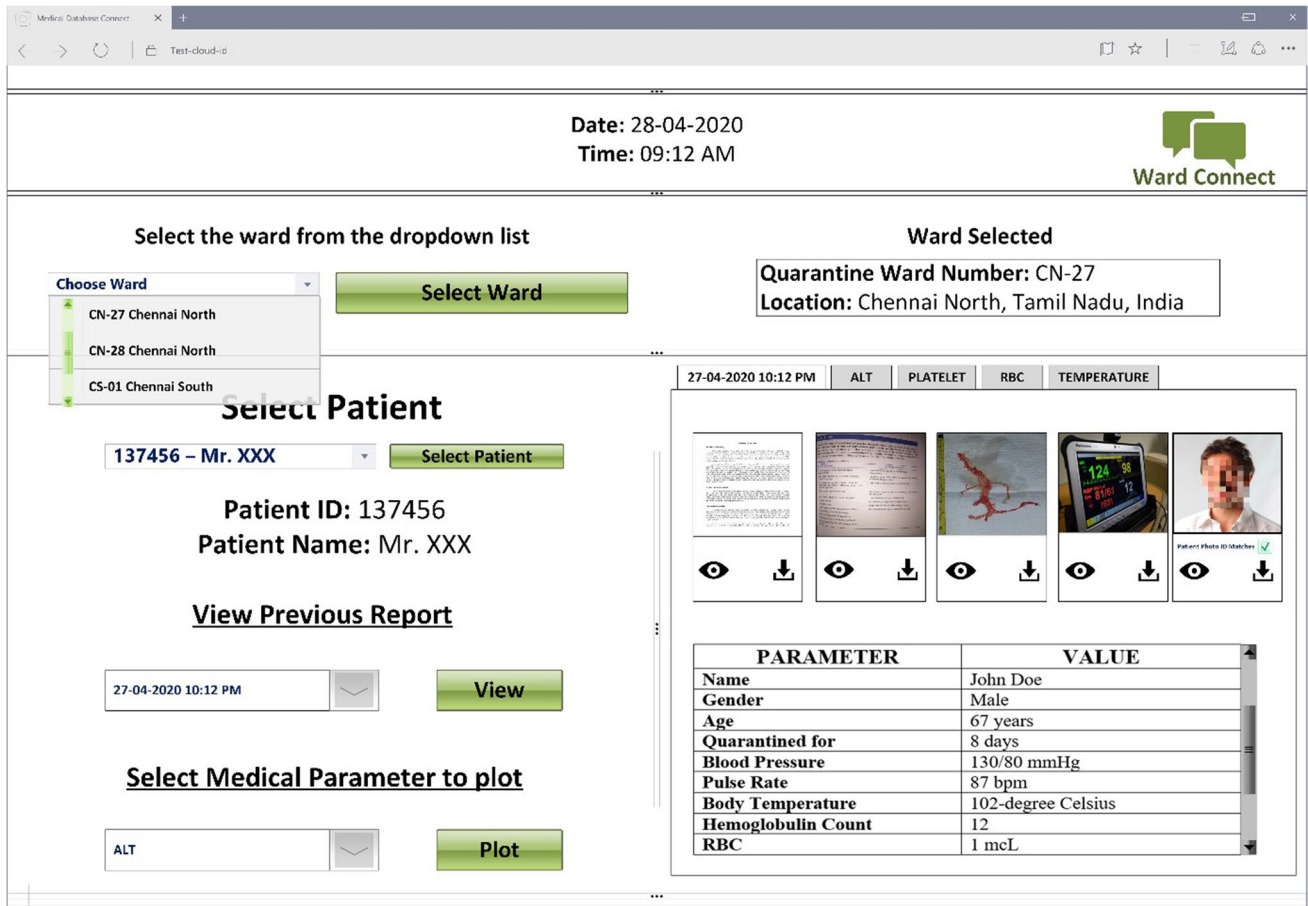 Medical Database Connect
Test-cloud-id
Date: 28-04-2020
Time: 09:12 AM
Ward Connect
Select the ward from the dropdown list
Choose Ward
CN-27 Chennai North
CN-28 Chennai North
CS-01 Chennai South
Select Ward
Ward Selected
Quarantine Ward Number: CN-27
Location: Chennai North, Tamil Nadu, India
Select Patient
137456 – Mr. XXX
Select Patient
Patient ID: 137456
Patient Name: Mr. XXX
View Previous Report
27-04-2020 10:12 PM
View
Select Medical Parameter to plot
ALT
Plot
27-04-2020 10:12 PM ALT PLATELET RBC TEMPERATURE
124 98
81/61 12
Patient Photo ID Matches
PARAMETER VALUE
Name John Doe
Gender Male
Age 67 years
Quarantined for 8 days
Blood Pressure 130/80 mmHg
Pulse Rate 87 bpm
Body Temperature 102-degree Celsius
Hemoglobulin Count 12
RBC 1 mcL